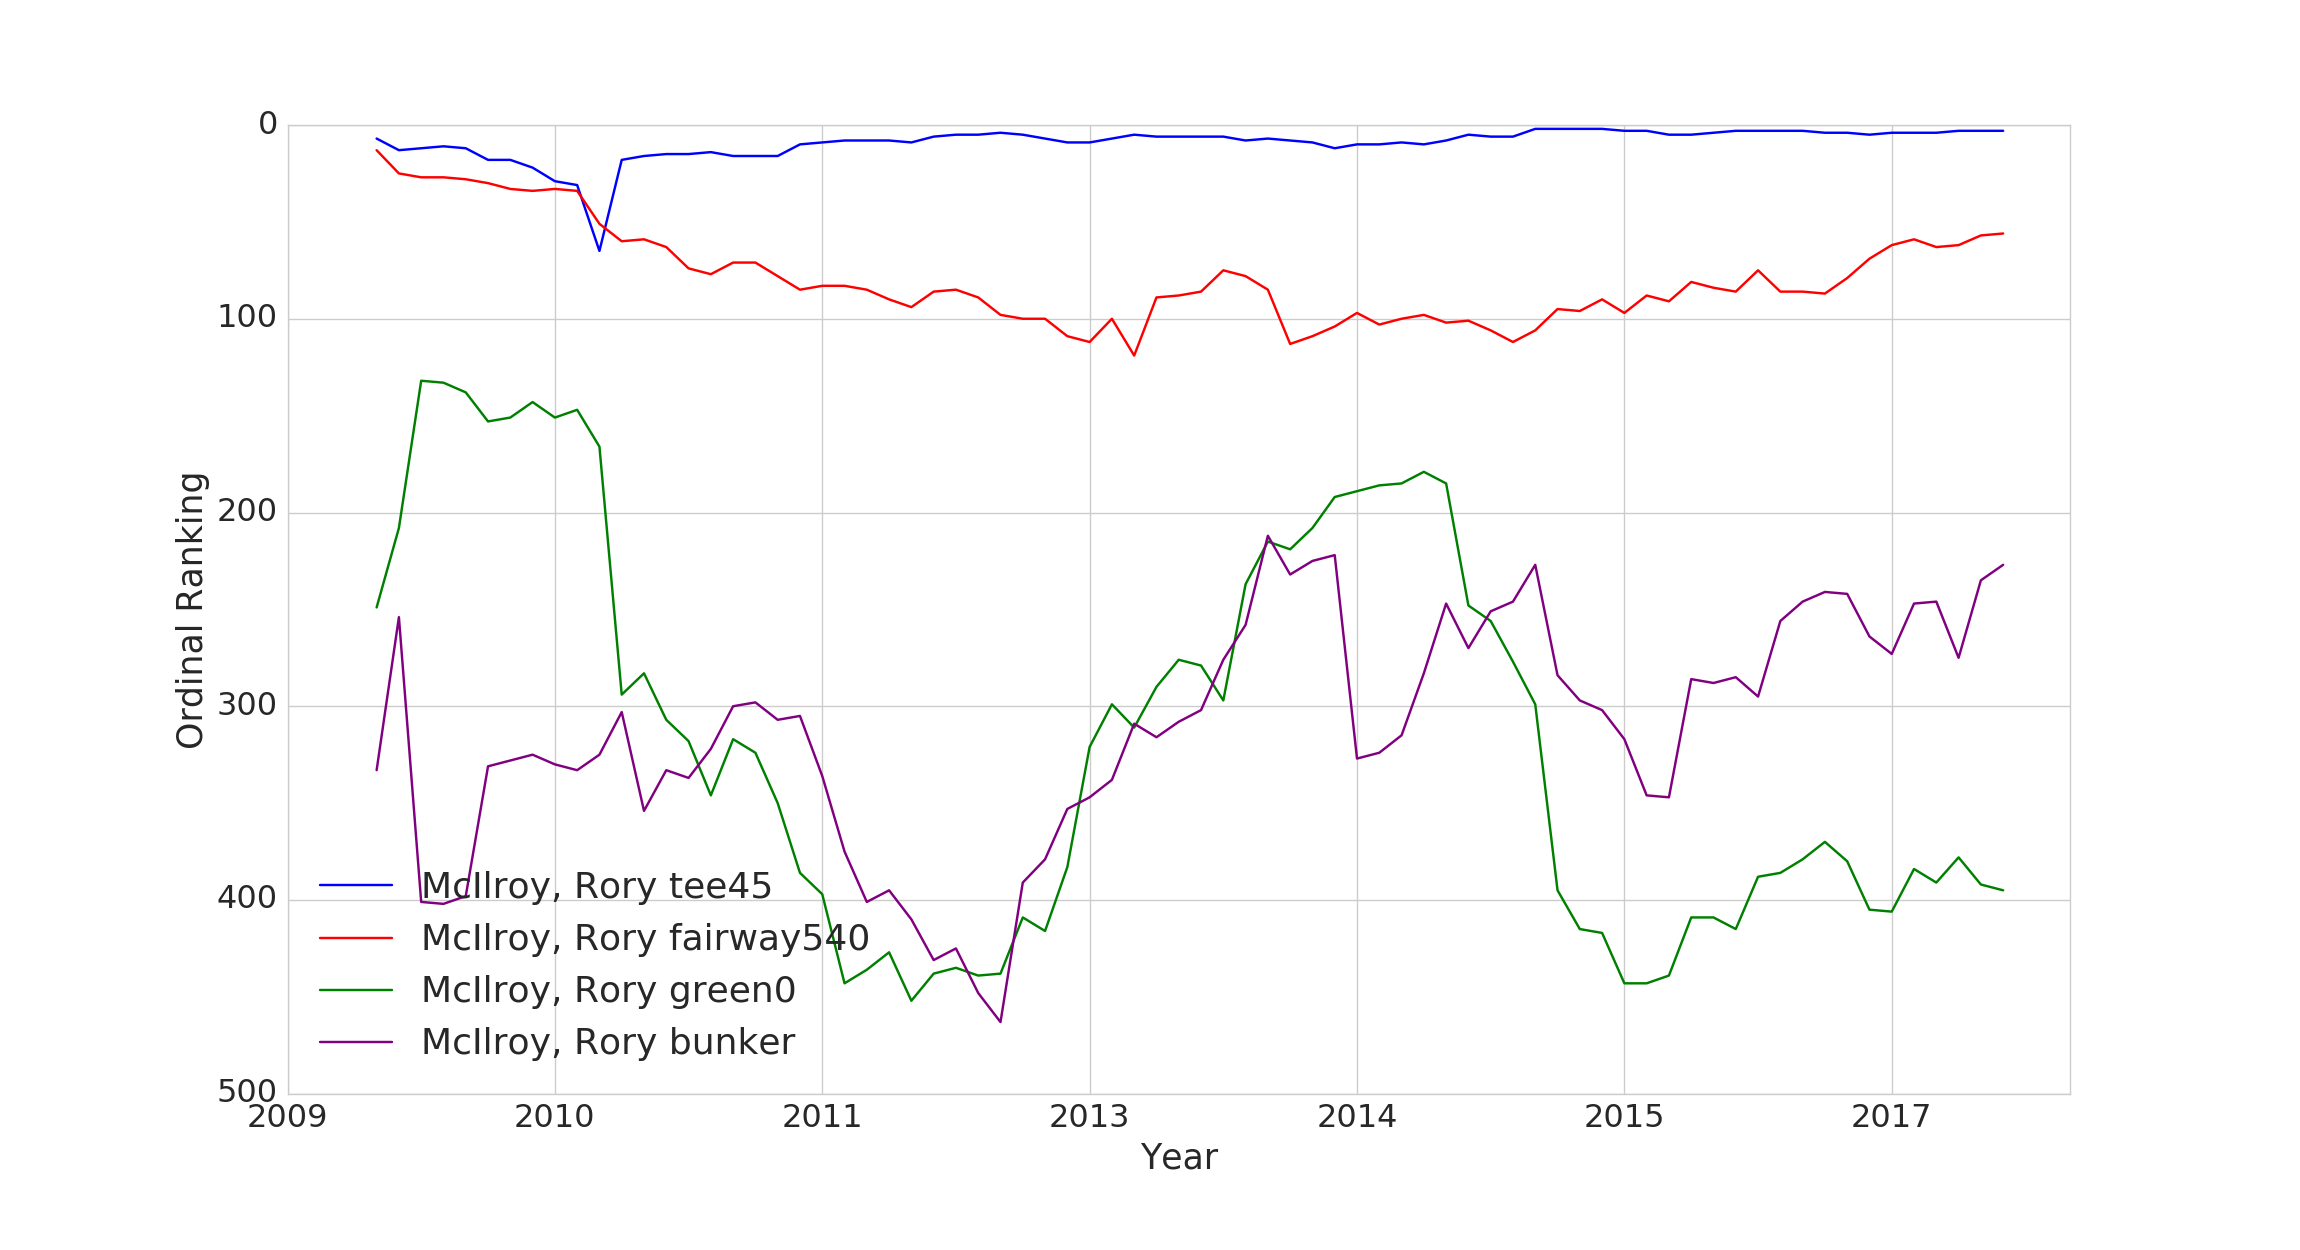 0
100
200
300
400
500
Ordinal Ranking
McIlroy, Rory tee45
McIlroy, Rory fairway540
McIlroy, Rory green0
McIlroy, Rory bunker
2009 2010 2011 2013 2014 2015 2017
Year